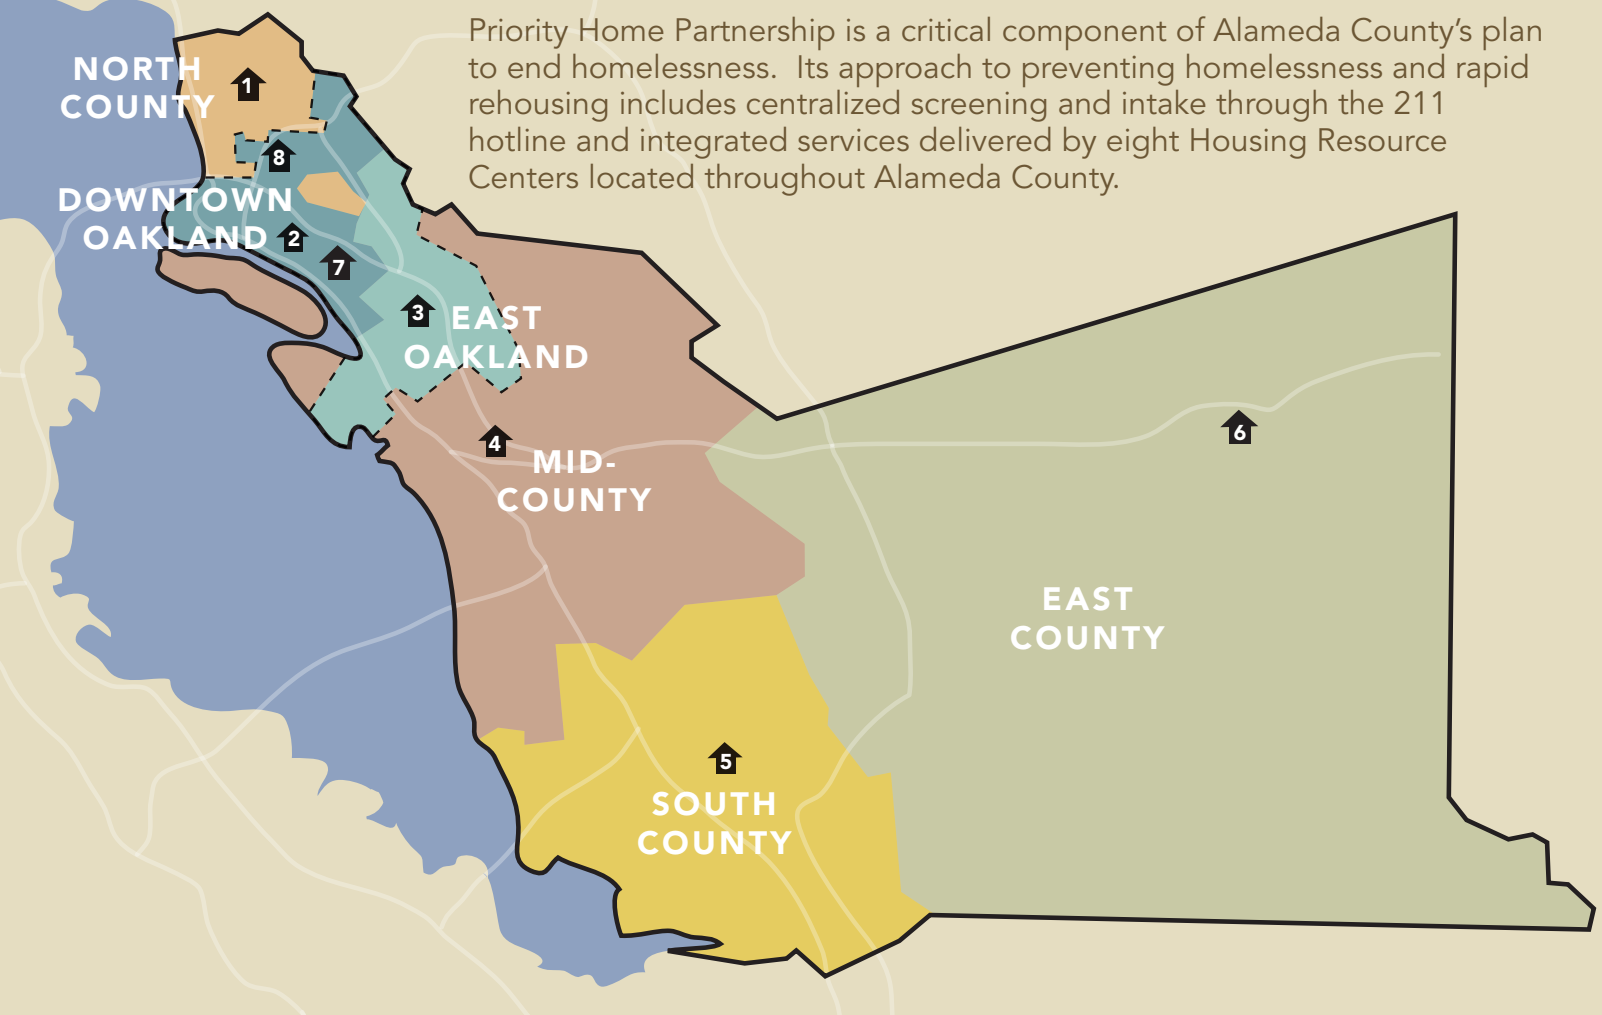 Priority Home Partnership is a critical component of Alameda County’s plan
to end homelessness.  Its approach to preventing homelessness and rapid
rehousing includes centralized screening and intake through the 211
hotline and integrated services delivered by eight Housing Resource
Centers located throughout Alameda County.
NORTH
COUNTY
1
8
DOWNTOWN
OAKLAND
2
7
3
EAST
OAKLAND
4
MID-
COUNTY
6
EAST
COUNTY
5
SOUTH
COUNTY